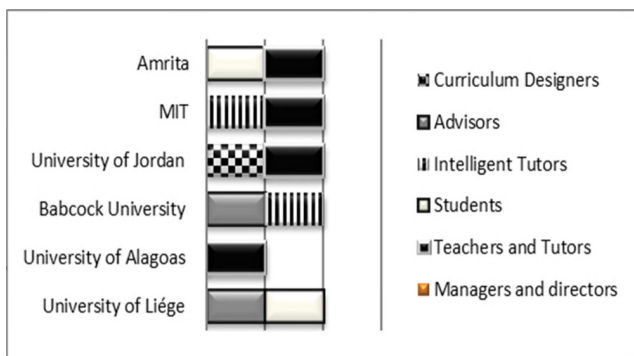 Amrita
MIT
University of Jordan
Babcock University
University of Alagoas
University of Liége
Curriculum Designers
Advisors
Intelligent Tutors
Students
Teachers and Tutors
Managers and directors